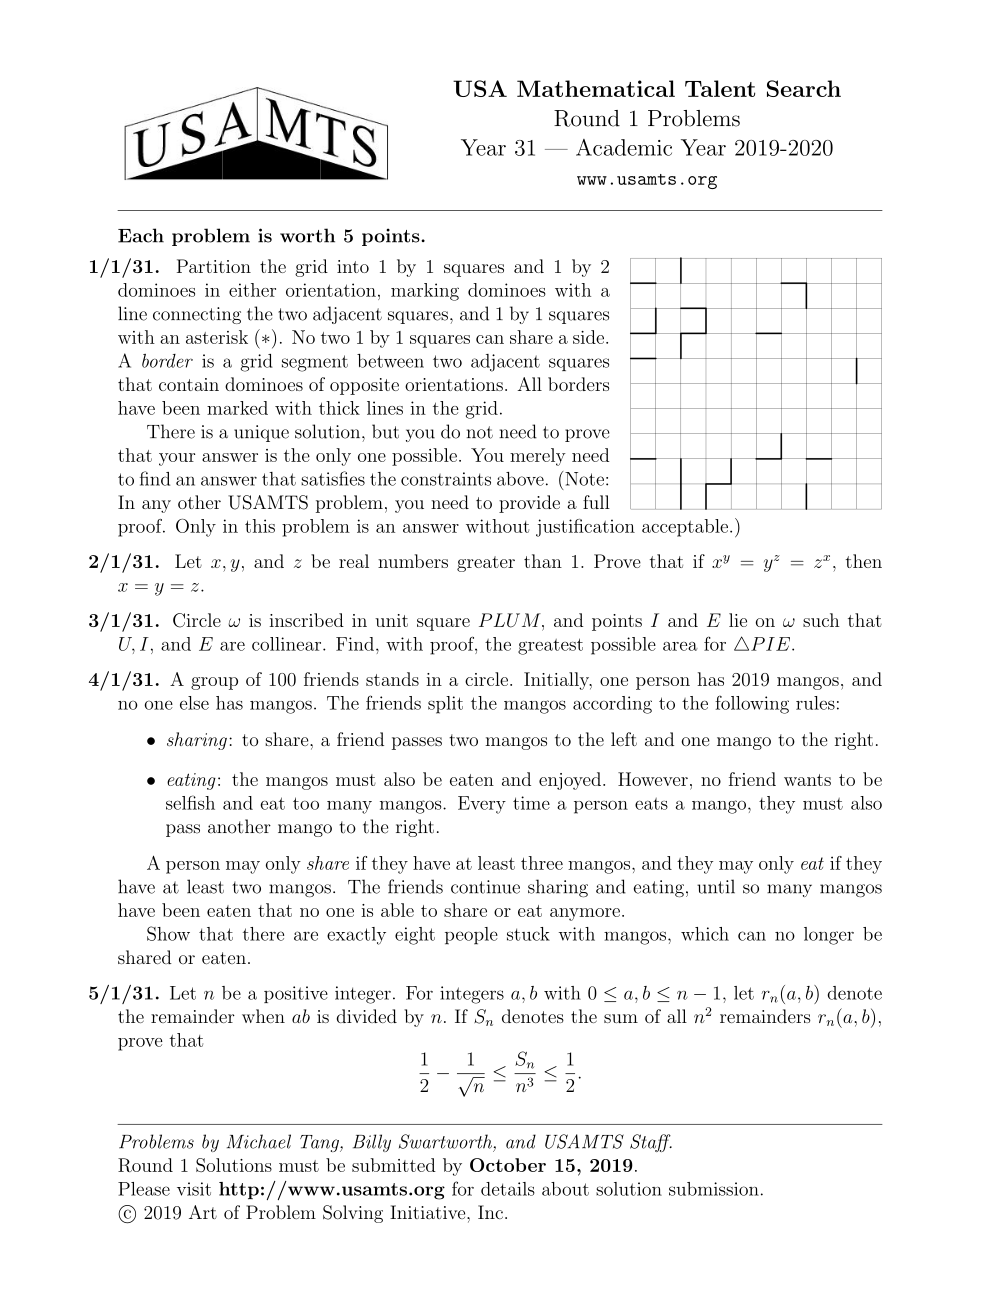 USAMTS
USA Mathematical Talent Search
Round 1 Problems
Year 31 — Academic Year 2019-2020
www.usamts.org
Each problem is worth 5 points.
1/1/31. Partition the grid into 1 by 1 squares and 1 by 2
dominoes in either orientation, marking dominoes with a
line connecting the two adjacent squares, and 1 by 1 squares
with an asterisk (∗). No two 1 by 1 squares can share a side.
A border is a grid segment between two adjacent squares
that contain dominoes of opposite orientations. All borders
have been marked with thick lines in the grid.
There is a unique solution, but you do not need to prove
that your answer is the only one possible. You merely need
to find an answer that satisfies the constraints above. (Note:
In any other USAMTS problem, you need to provide a full
proof. Only in this problem is an answer without justification acceptable.)
2/1/31. Let x, y, and z be real numbers greater than 1. Prove that if x^y = y^z = z^x, then
x = y = z.
3/1/31. Circle ω is inscribed in unit square PLUM, and points I and E lie on ω such that
U, I, and E are collinear. Find, with proof, the greatest possible area for △PIE.
4/1/31. A group of 100 friends stands in a circle. Initially, one person has 2019 mangos, and
no one else has mangos. The friends split the mangos according to the following rules:
• sharing: to share, a friend passes two mangos to the left and one mango to the right.
• eating: the mangos must also be eaten and enjoyed. However, no friend wants to be
selfish and eat too many mangos. Every time a person eats a mango, they must also
pass another mango to the right.
A person may only share if they have at least three mangos, and they may only eat if they
have at least two mangos. The friends continue sharing and eating, until so many mangos
have been eaten that no one is able to share or eat anymore.
Show that there are exactly eight people stuck with mangos, which can no longer be
shared or eaten.
5/1/31. Let n be a positive integer. For integers a, b with 0 ≤ a, b ≤ n − 1, let r_n(a, b) denote
the remainder when ab is divided by n. If S_n denotes the sum of all n² remainders r_n(a, b),
prove that
1/2 − 1/√n ≤ S_n/n³ ≤ 1/2.
Problems by Michael Tang, Billy Swartworth, and USAMTS Staff.
Round 1 Solutions must be submitted by October 15, 2019.
Please visit http://www.usamts.org for details about solution submission.
© 2019 Art of Problem Solving Initiative, Inc.